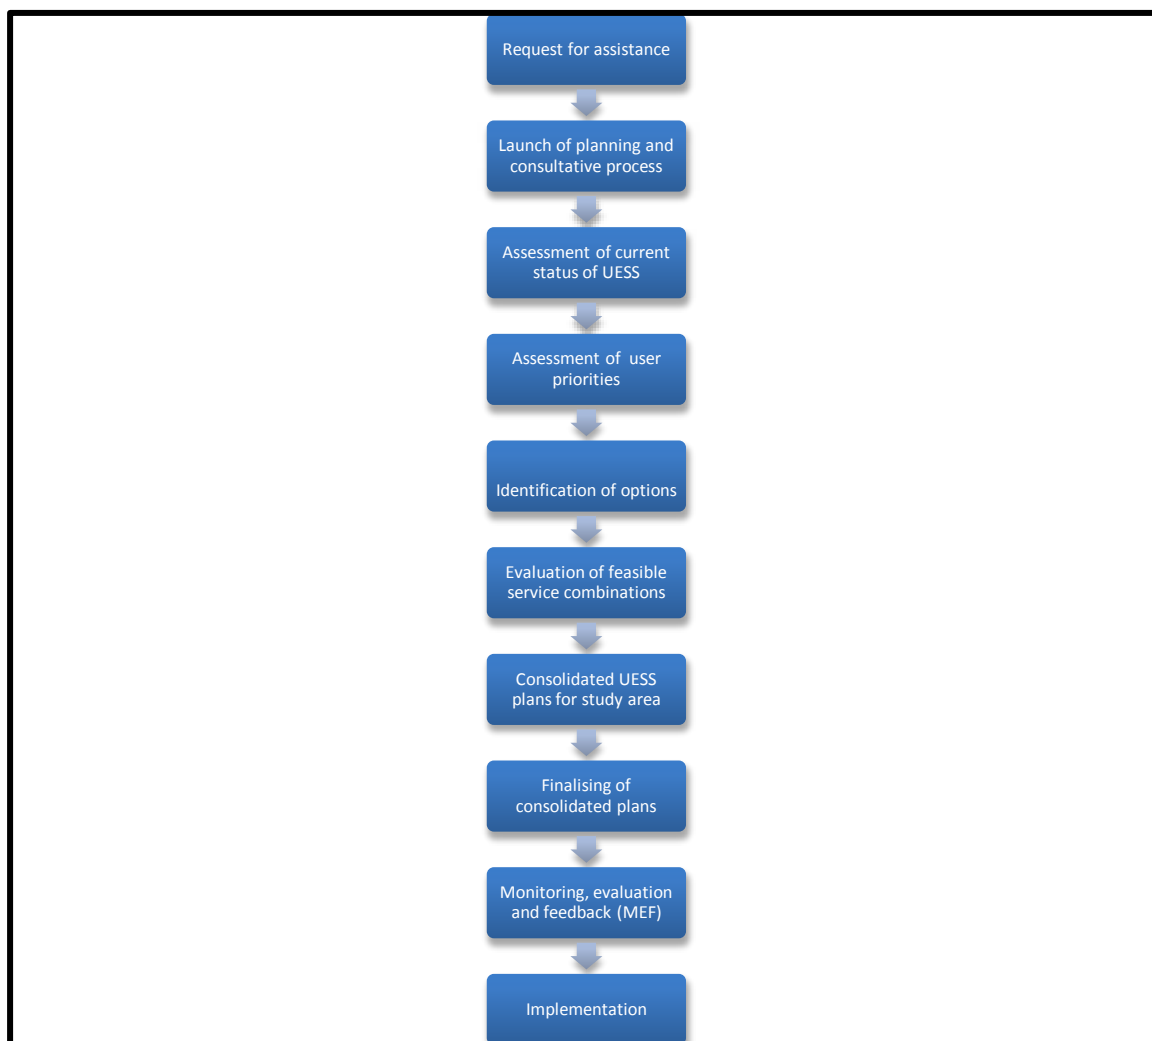 Request for assistance
Launch of planning and
consultative process
Assessment of current
status of UESS
Assessment of  user
priorities
Identification of options
Evaluation of feasible
service combinations
Consolidated UESS
plans for study area
Finalising of
consolidated plans
Monitoring, evaluation
and feedback (MEF)
Implementation